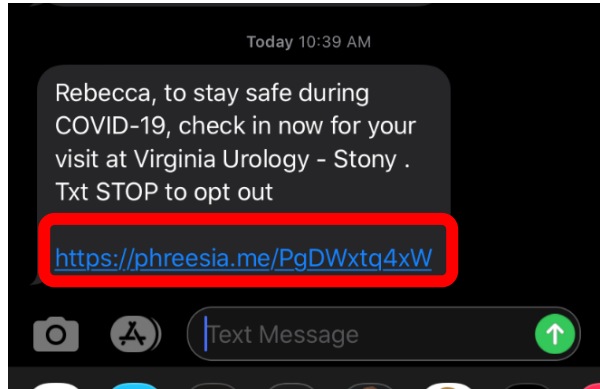 Today 10:39 AM
Rebecca, to stay safe during
COVID-19, check in now for your
visit at Virginia Urology - Stony .
Txt STOP to opt out
https://phreesia.me/PgDWxtq4xW
Text Message